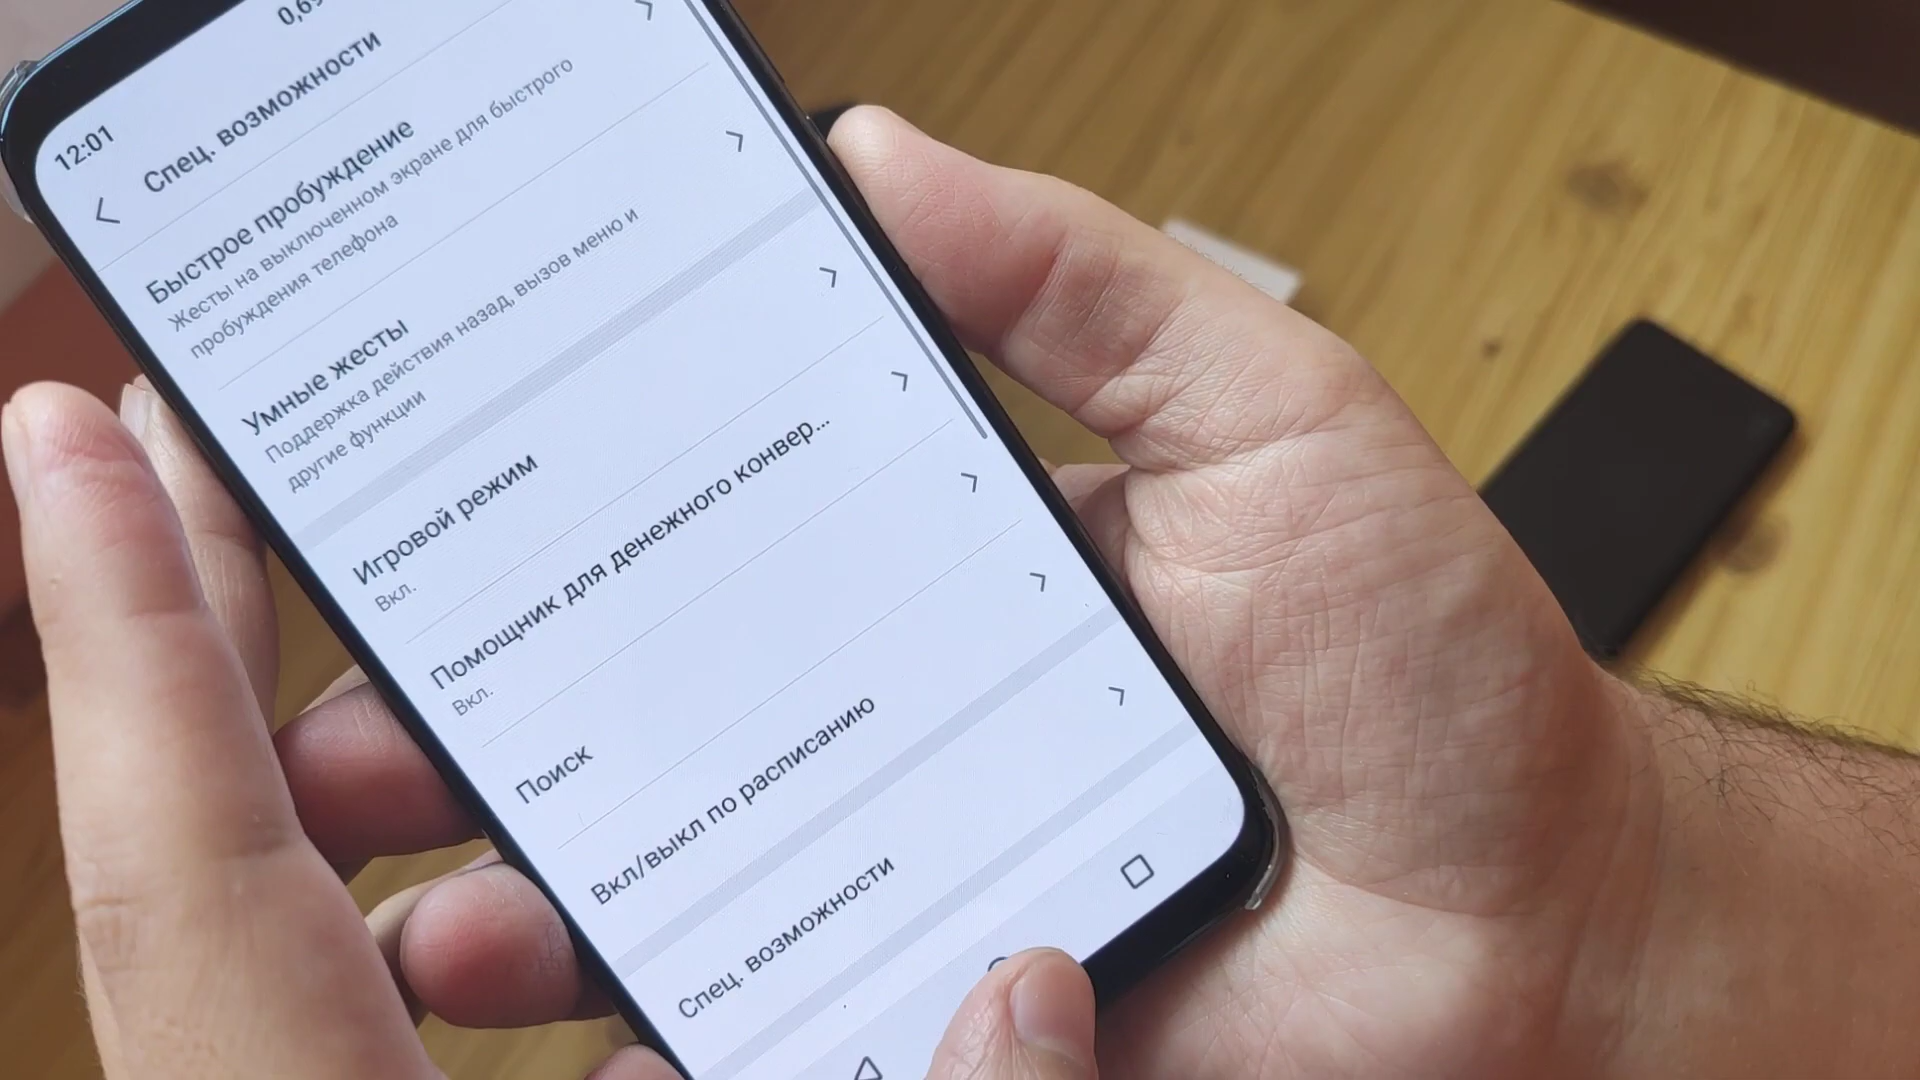 0,69
12:01
Спец. возможности
Быстрое пробуждение
Жесты на выключенном экране для быстрого
пробуждения телефона
Умные жесты
Поддержка действия назад, вызов меню и
другие функции
Игровой режим
Вкл.
Помощник для денежного конвер...
Вкл.
Поиск
Вкл/выкл по расписанию
Спец. возможности